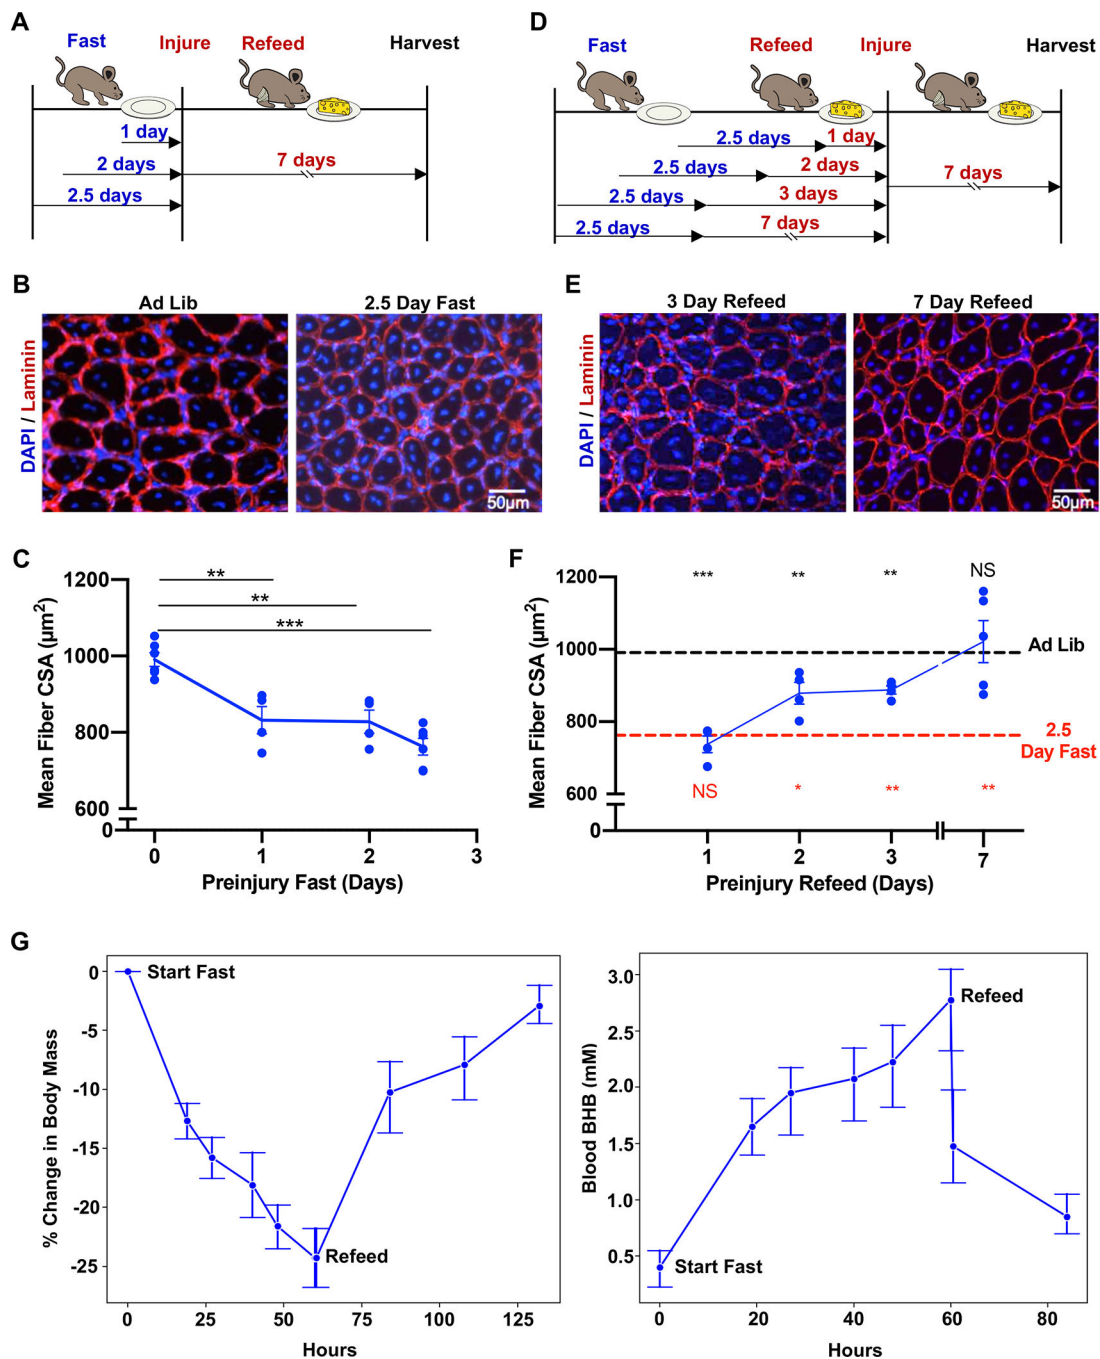 A
Fast Injure Refeed Harvest
1 day
2 days 7 days
2.5 days
D
Fast Refeed Injure Harvest
2.5 days 1 day
2.5 days 2 days 7 days
2.5 days 3 days
2.5 days 7 days
B
Ad Lib 2.5 Day Fast
DAPI / Laminin
50µm
E
3 Day Refeed 7 Day Refeed
DAPI / Laminin
50µm
C
Mean Fiber CSA (µm²)
1200
1000
800
600
0
**
**
***
0 1 2 3
Preinjury Fast (Days)
F
Mean Fiber CSA (µm²)
1200
1000
800
600
0
*** ** ** NS
Ad Lib
2.5
Day Fast
NS * ** **
1 2 3 7
Preinjury Refeed (Days)
G
% Change in Body Mass
0
-5
-10
-15
-20
-25
Start Fast
Refeed
0 25 50 75 100 125
Hours
Blood BHB (mM)
3.0
2.5
2.0
1.5
1.0
0.5
Refeed
Start Fast
0 20 40 60 80
Hours